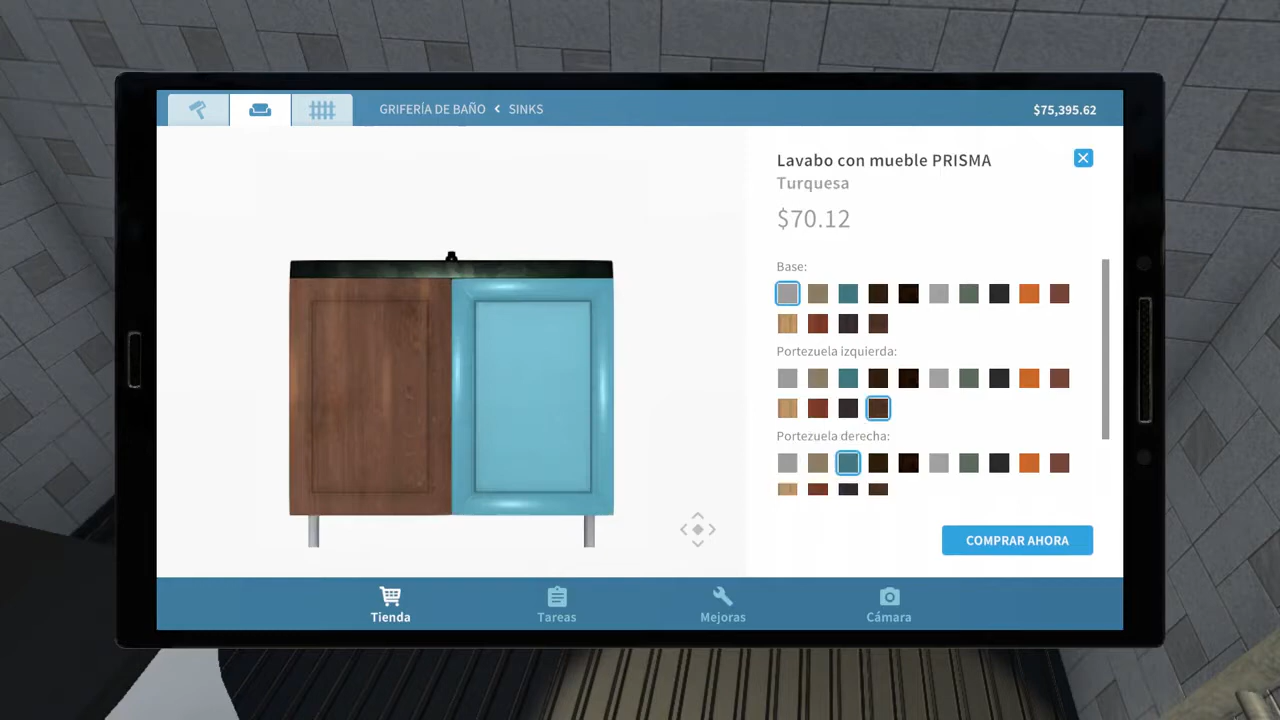 GRIFERÍA DE BAÑO < SINKS
$75,395.62
Lavabo con mueble PRISMA
Turquesa
$70.12
Base:
Portezuela izquierda:
Portezuela derecha:
COMPRAR AHORA
Tienda
Tareas
Mejoras
Cámara